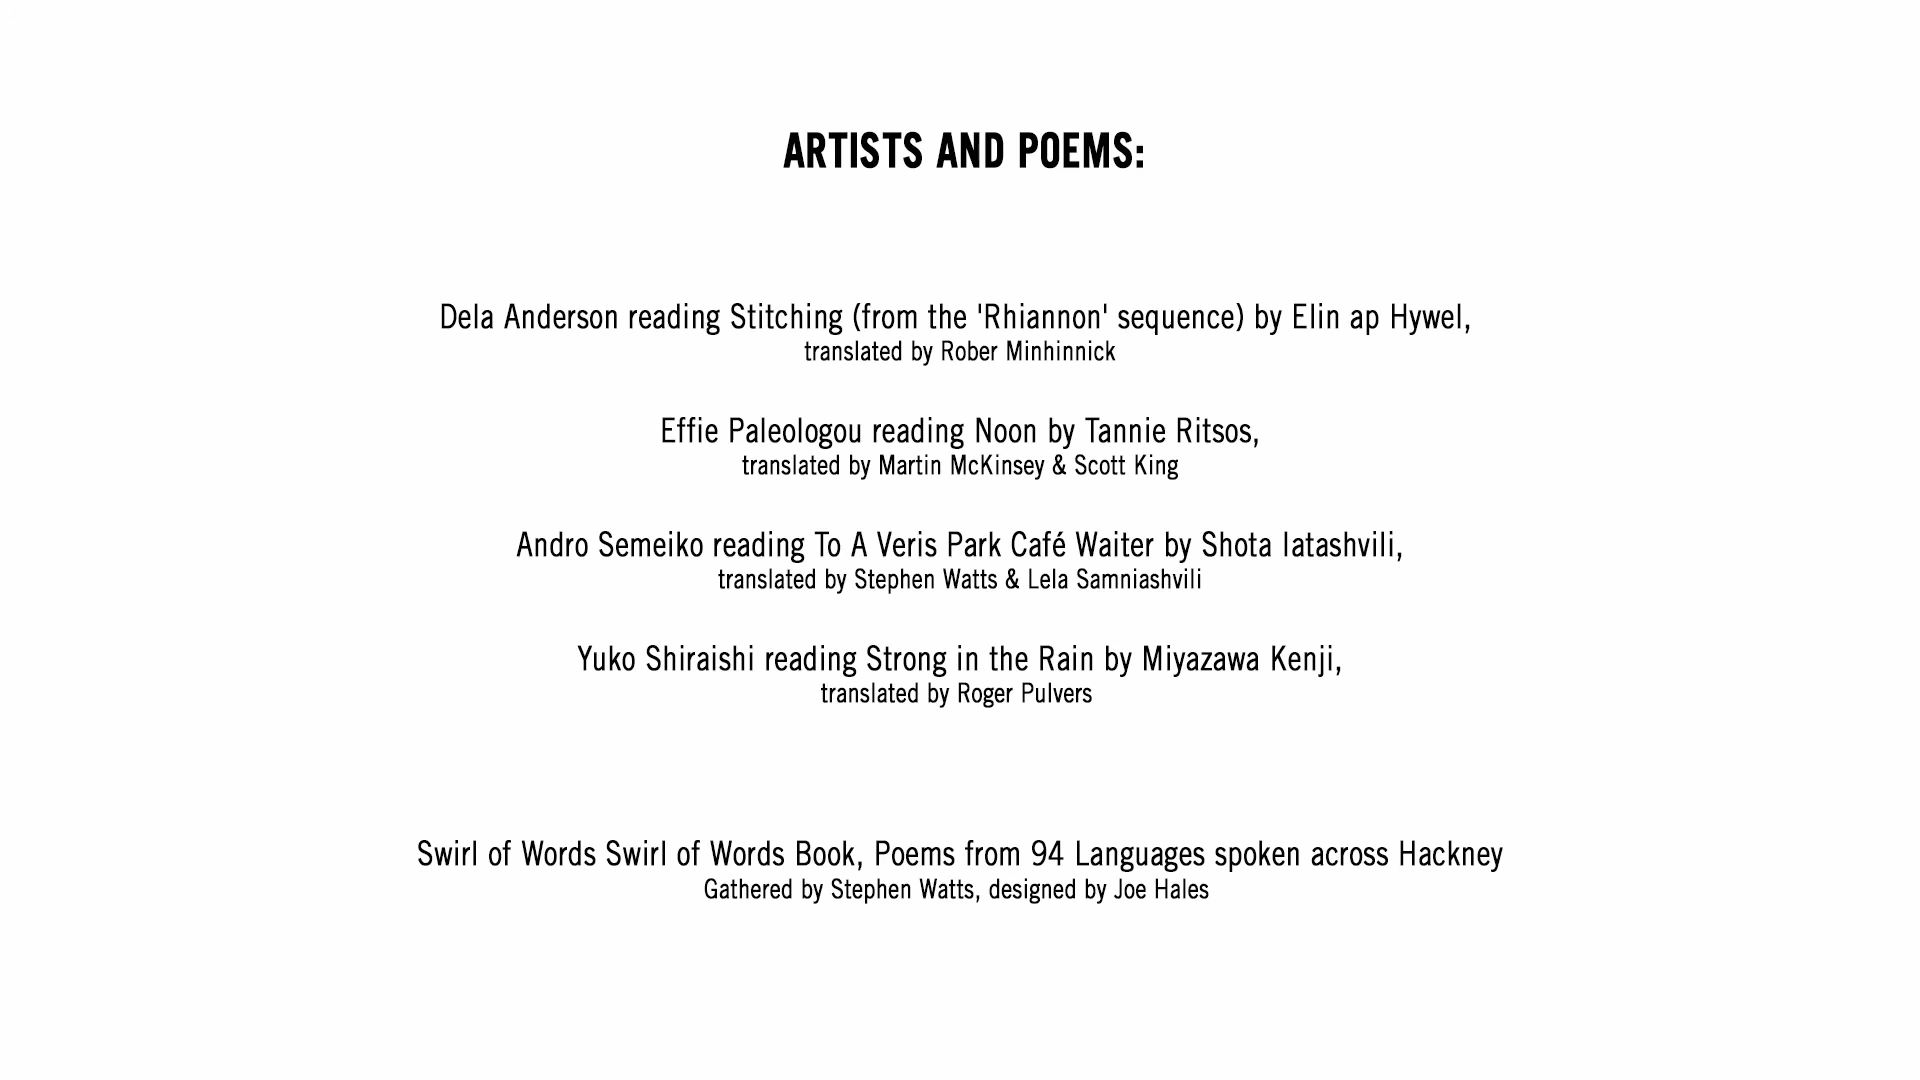 ARTISTS AND POEMS:
Dela Anderson reading Stitching (from the 'Rhiannon' sequence) by Elin ap Hywel,
translated by Rober Minhinnick
Effie Paleologou reading Noon by Tannie Ritsos,
translated by Martin McKinsey & Scott King
Andro Semeiko reading To A Veris Park Café Waiter by Shota Iatashvili,
translated by Stephen Watts & Lela Samniashvili
Yuko Shiraishi reading Strong in the Rain by Miyazawa Kenji,
translated by Roger Pulvers
Swirl of Words Swirl of Words Book, Poems from 94 Languages spoken across Hackney
Gathered by Stephen Watts, designed by Joe Hales